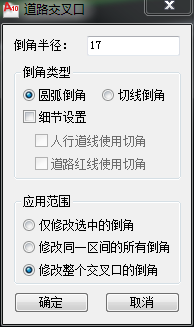 道路交叉口
倒角半径： 17
倒角类型
圆弧倒角 切线倒角
细节设置
人行道线使用切角
道路红线使用切角
应用范围
仅修改选中的倒角
修改同一区间的所有倒角
修改整个交叉口的倒角
确定 取消